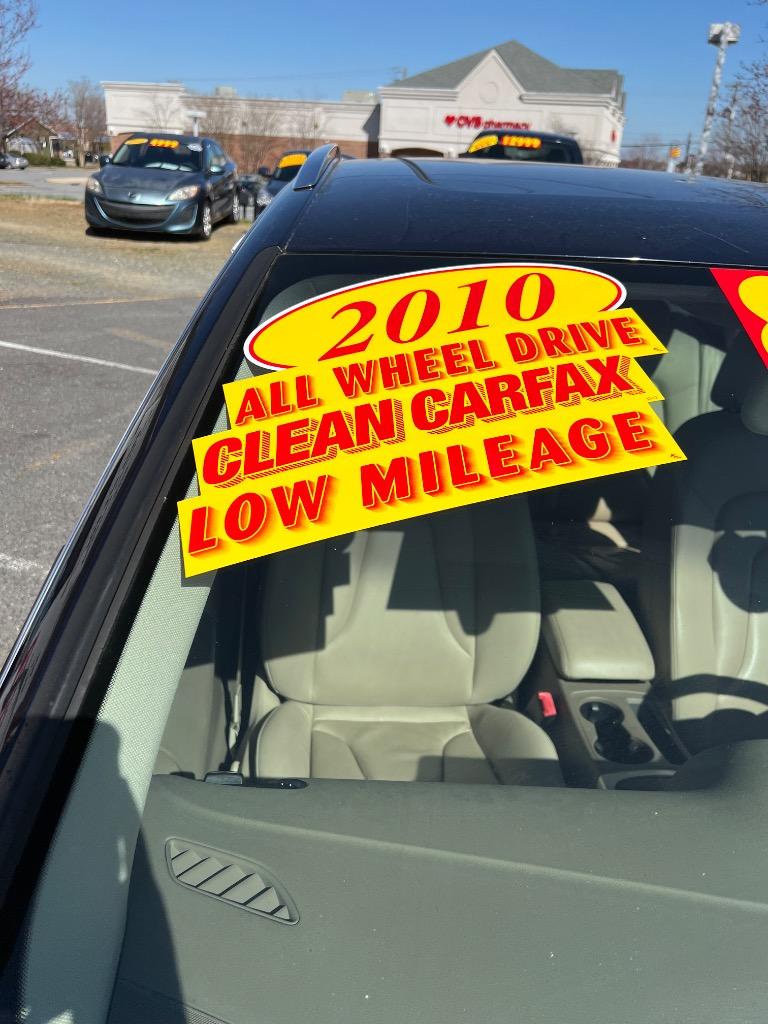 CVS pharmacy
2010
ALL WHEEL DRIVE
CLEAN CARFAX
LOW MILEAGE